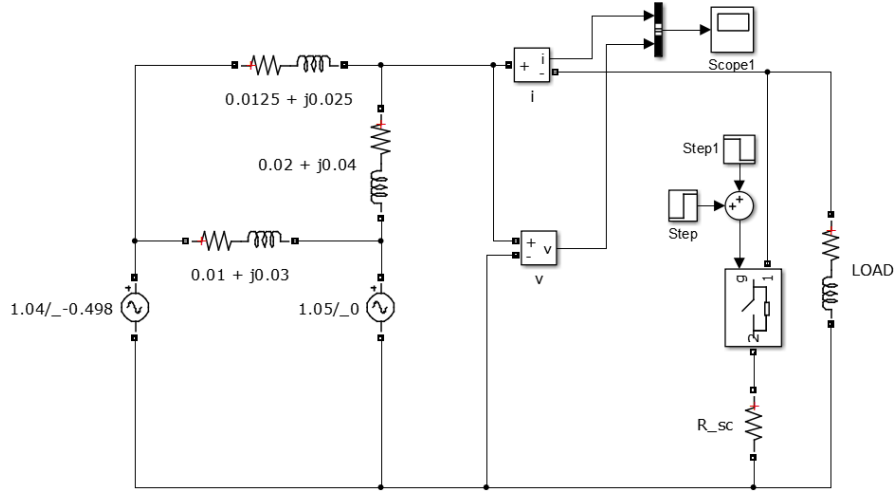 i
-
+
i
Scope1
0.0125 + j0.025
Step1
0.02 + j0.04
+
+
Step
+
-
v
v
0.01 + j0.03
LOAD
g
1
2
1.04/_-0.498
+
1.05/_0
+
R_sc